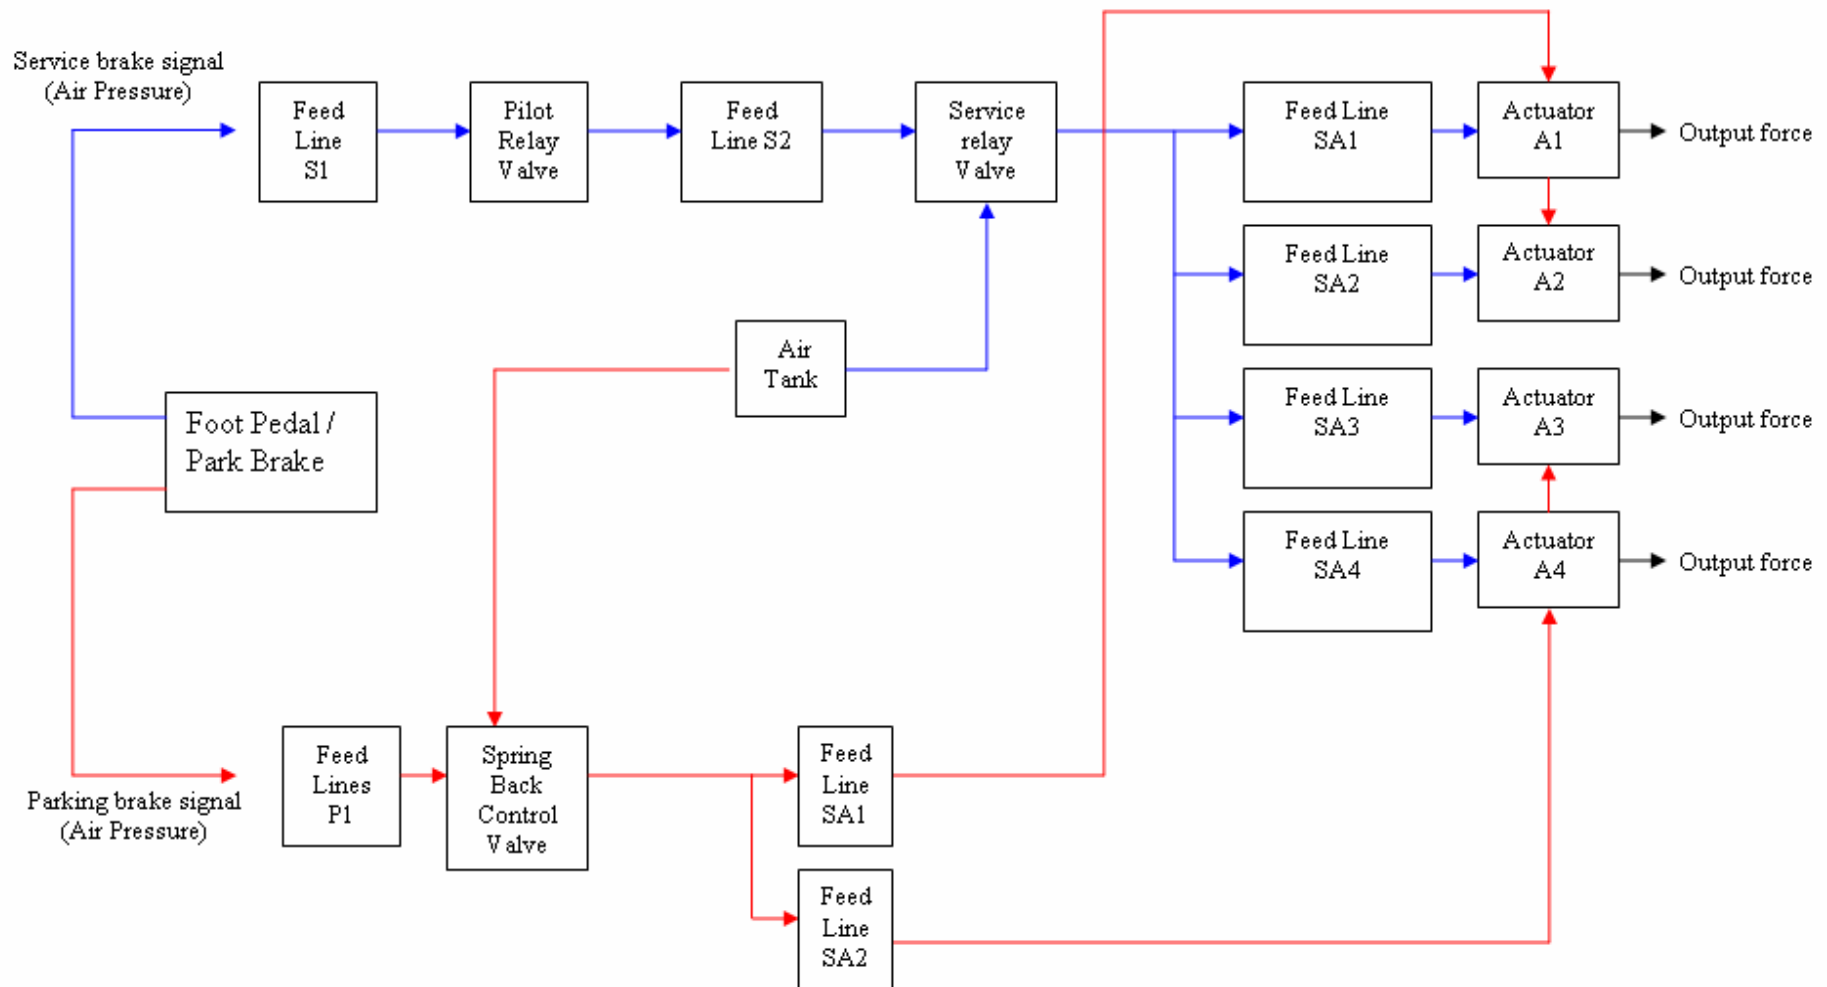 Service brake signal
(Air Pressure)
Feed
Line
S1
Pilot
Relay
Valve
Feed
Line S2
Service
relay
Valve
Feed Line
SA1
Actuator
A1
Output force
Feed Line
SA2
Actuator
A2
Output force
Air
Tank
Feed Line
SA3
Actuator
A3
Output force
Foot Pedal /
Park Brake
Feed Line
SA4
Actuator
A4
Output force
Parking brake signal
(Air Pressure)
Feed
Lines
P1
Spring
Back
Control
Valve
Feed
Line
SA1
Feed
Line
SA2